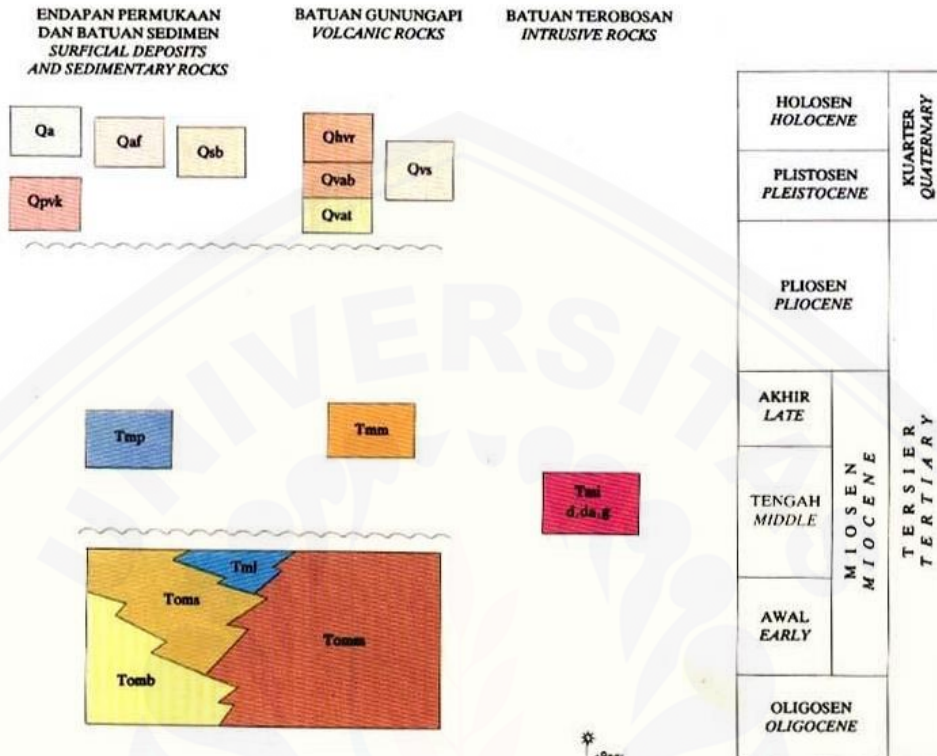 ENDAPAN PERMUKAAN
DAN BATUAN SEDIMEN
SURFICIAL DEPOSITS
AND SEDIMENTARY ROCKS
BATUAN GUNUNGAPI
VOLCANIC ROCKS
BATUAN TEROBOSAN
INTRUSIVE ROCKS
Qa
Qaf
Qsb
Qpvk
Qhvr
Qvab
Qvat
Qvs
Tmp
Tmm
Tmi
d,da,g
Tml
Toms
Tomm
Tomb
HOLOSEN
HOLOCENE
PLISTOSEN
PLEISTOCENE
KUARTER
QUATERNARY
PLIOSEN
PLIOCENE
AKHIR
LATE
TENGAH
MIDDLE
AWAL
EARLY
MIOSEN
MIOCENE
OLIGOSEN
OLIGOCENE
TERSIER
TERTIARY
UNIVERSITAS